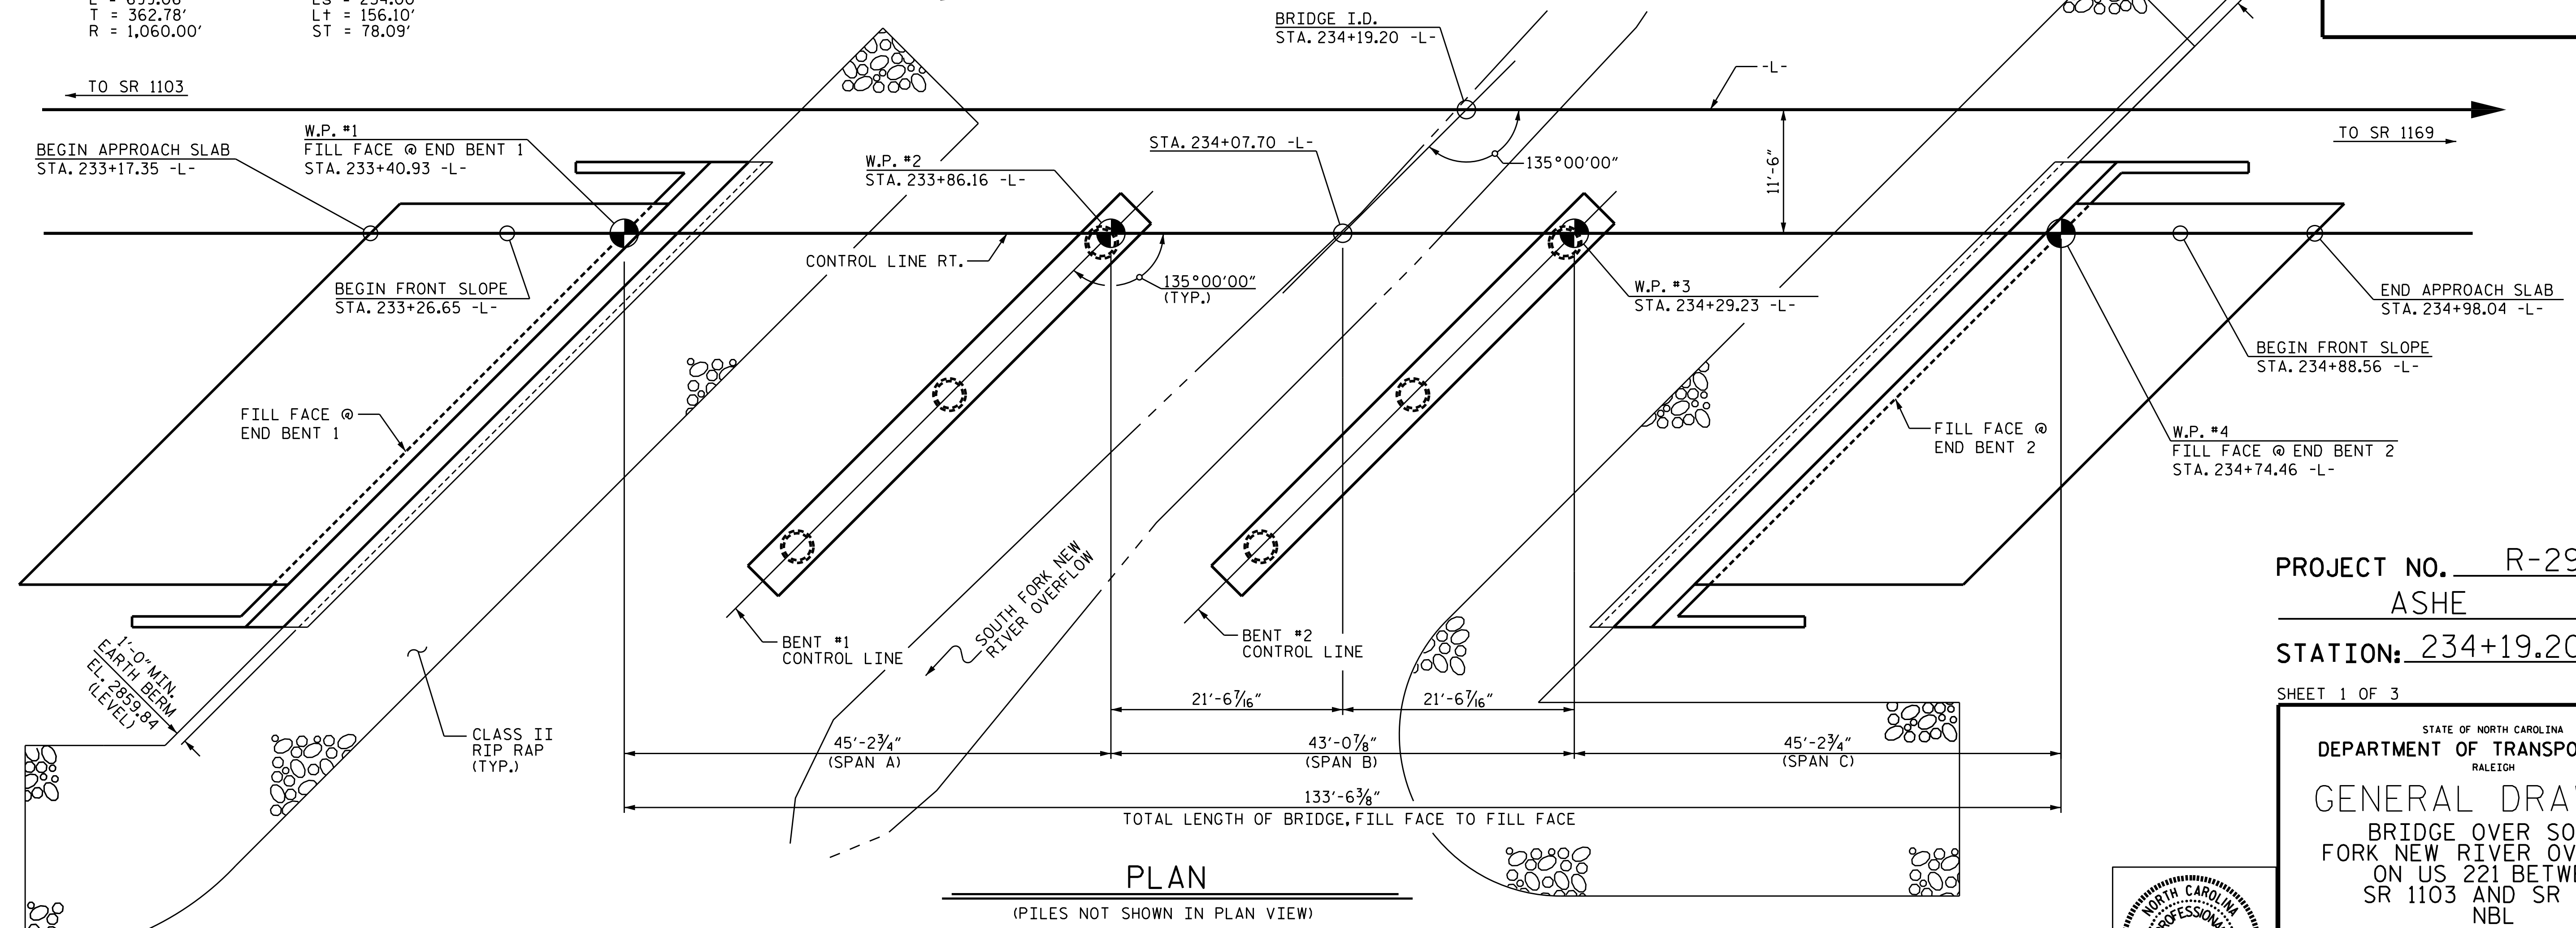 T = 362.78'
R = 1,060.00'
Lt = 156.10'
ST = 78.09'
BRIDGE I.D.
STA. 234+19.20 -L-
-L-
TO SR 1103
TO SR 1169
BEGIN APPROACH SLAB
STA. 233+17.35 -L-
W.P. #1
FILL FACE @ END BENT 1
STA. 233+40.93 -L-
W.P. #2
STA. 233+86.16 -L-
STA. 234+07.70 -L-
135°00'00"
11'-6"
BEGIN FRONT SLOPE
STA. 233+26.65 -L-
CONTROL LINE RT.
135°00'00"
(TYP.)
W.P. #3
STA. 234+29.23 -L-
END APPROACH SLAB
STA. 234+98.04 -L-
BEGIN FRONT SLOPE
STA. 234+88.56 -L-
FILL FACE @
END BENT 1
FILL FACE @
END BENT 2
W.P. #4
FILL FACE @ END BENT 2
STA. 234+74.46 -L-
1'-0" MIN.
EARTH BERM
EL. 2859.84
(LEVEL)
CLASS II
RIP RAP
(TYP.)
BENT #1
CONTROL LINE
SOUTH FORK NEW
RIVER OVERFLOW
BENT #2
CONTROL LINE
21'-6 7/16"
21'-6 7/16"
45'-2 3/4"
(SPAN A)
43'-0 7/8"
(SPAN B)
45'-2 3/4"
(SPAN C)
133'-6 3/8"
TOTAL LENGTH OF BRIDGE, FILL FACE TO FILL FACE
PLAN
(PILES NOT SHOWN IN PLAN VIEW)
PROJECT NO. R-29
ASHE
STATION: 234+19.20
SHEET 1 OF 3
STATE OF NORTH CAROLINA
DEPARTMENT OF TRANSPO
RALEIGH
GENERAL DRA
BRIDGE OVER SO
FORK NEW RIVER OV
ON US 221 BETWE
SR 1103 AND SR
NBL
NORTH CAROLINA
PROFESSIONA